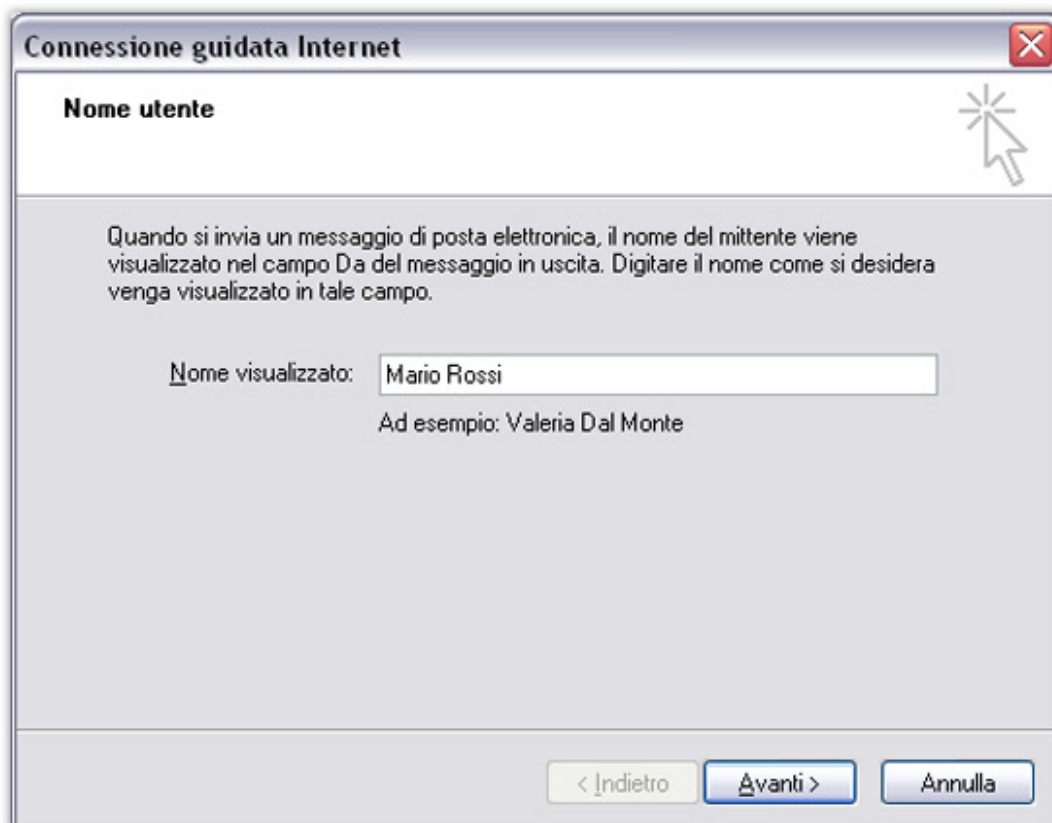 Connessione guidata Internet
Nome utente
Quando si invia un messaggio di posta elettronica, il nome del mittente viene
visualizzato nel campo Da del messaggio in uscita. Digitare il nome come si desidera
venga visualizzato in tale campo.
Nome visualizzato: Mario Rossi
Ad esempio: Valeria Dal Monte
< Indietro Avanti > Annulla